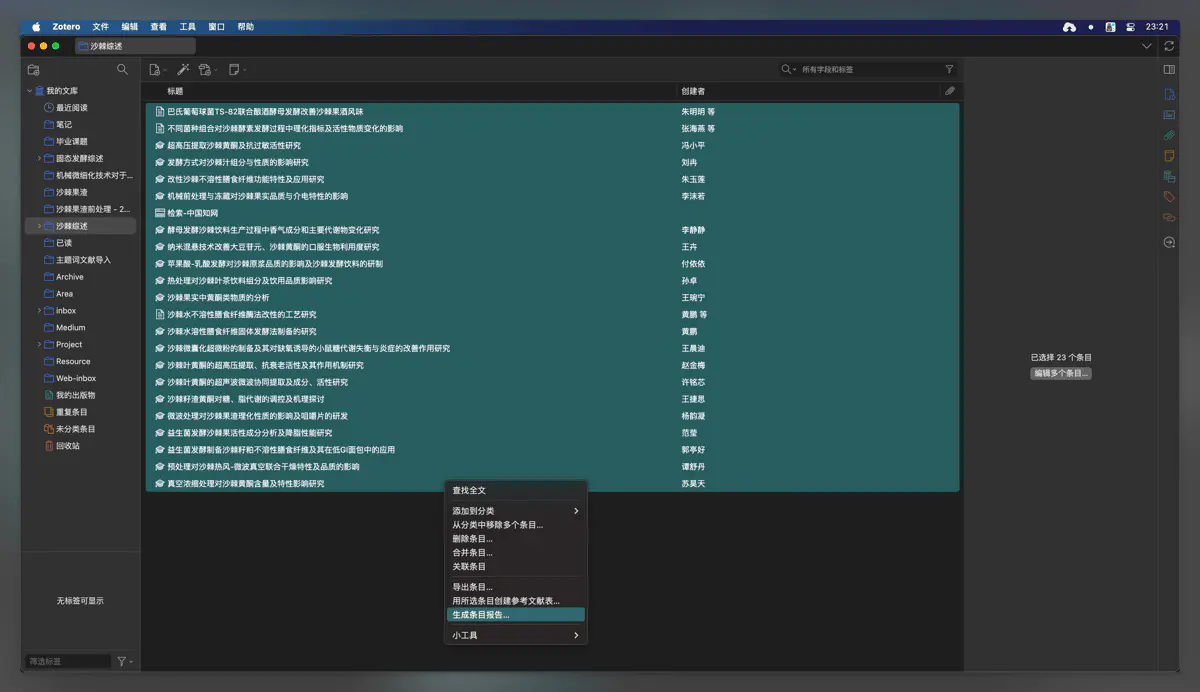 Zotero 文件 编辑 查看 工具 窗口 帮助 23:21
沙棘综述
所有字段和标签
我的文库
最近阅读
笔记
毕业课题
固态发酵综述
机械微细化技术对于...
沙棘果渣
沙棘果渣前处理 - 2...
沙棘综述
已读
主题词文献导入
Archive
Area
inbox
Medium
Project
Resource
Web-inbox
我的出版物
重复条目
未分类条目
回收站
无标签可显示
筛选标签
标题 创建者
巴氏葡萄球菌TS-82联合酿酒酵母发酵改善沙棘果酒风味 朱明明 等
不同菌种组合对沙棘酵素发酵过程中理化指标及活性物质变化的影响 张海燕 等
超高压提取沙棘黄酮及抗过敏活性研究 冯小平
发酵方式对沙棘汁组分与性质的影响研究 刘冉
改性沙棘不溶性膳食纤维功能特性及应用研究 朱玉莲
机械前处理与冻藏对沙棘果实品质与介电特性的影响 李沫若
检索-中国知网
酵母发酵沙棘饮料生产过程中香气成分和主要代谢物变化研究 李静静
纳米混悬技术改善大豆苷元、沙棘黄酮的口服生物利用度研究 王卉
苹果酸-乳酸发酵对沙棘原浆品质的影响及沙棘发酵饮料的研制 付依依
热处理对沙棘叶茶饮料组分及饮用品质影响研究 孙卓
沙棘果实中黄酮类物质的分析 王琬宁
沙棘水不溶性膳食纤维酶法改性的工艺研究 黄鹏 等
沙棘水溶性膳食纤维固体发酵法制备的研究 黄鹏
沙棘微囊化超微粉的制备及其对缺氧诱导的小鼠糖代谢失衡与炎症的改善作用研究 王晨迪
沙棘叶黄酮的超高压提取、抗衰老活性及其作用机制研究 赵金梅
沙棘叶黄酮的超声波微波协同提取及成分、活性研究 许铭芯
沙棘籽渣黄酮对糖、脂代谢的调控及机理探讨 王捷思
微波处理对沙棘果渣理化性质的影响及咀嚼片的研发 杨韵凝
益生菌发酵沙棘果活性成分分析及降脂性能研究 范莹
益生菌发酵制备沙棘籽粕不溶性膳食纤维及其在低GI面包中的应用 郭亭好
预处理对沙棘热风-微波真空联合干燥特性及品质的影响 谭舒丹
真空浓缩处理对沙棘黄酮含量及特性影响研究 苏昊天
查找全文
添加到分类
从分类中移除多个条目...
删除条目...
合并条目...
关联条目
导出条目...
用所选条目创建参考文献表...
生成条目报告...
小工具
已选择 23 个条目
编辑多个条目...